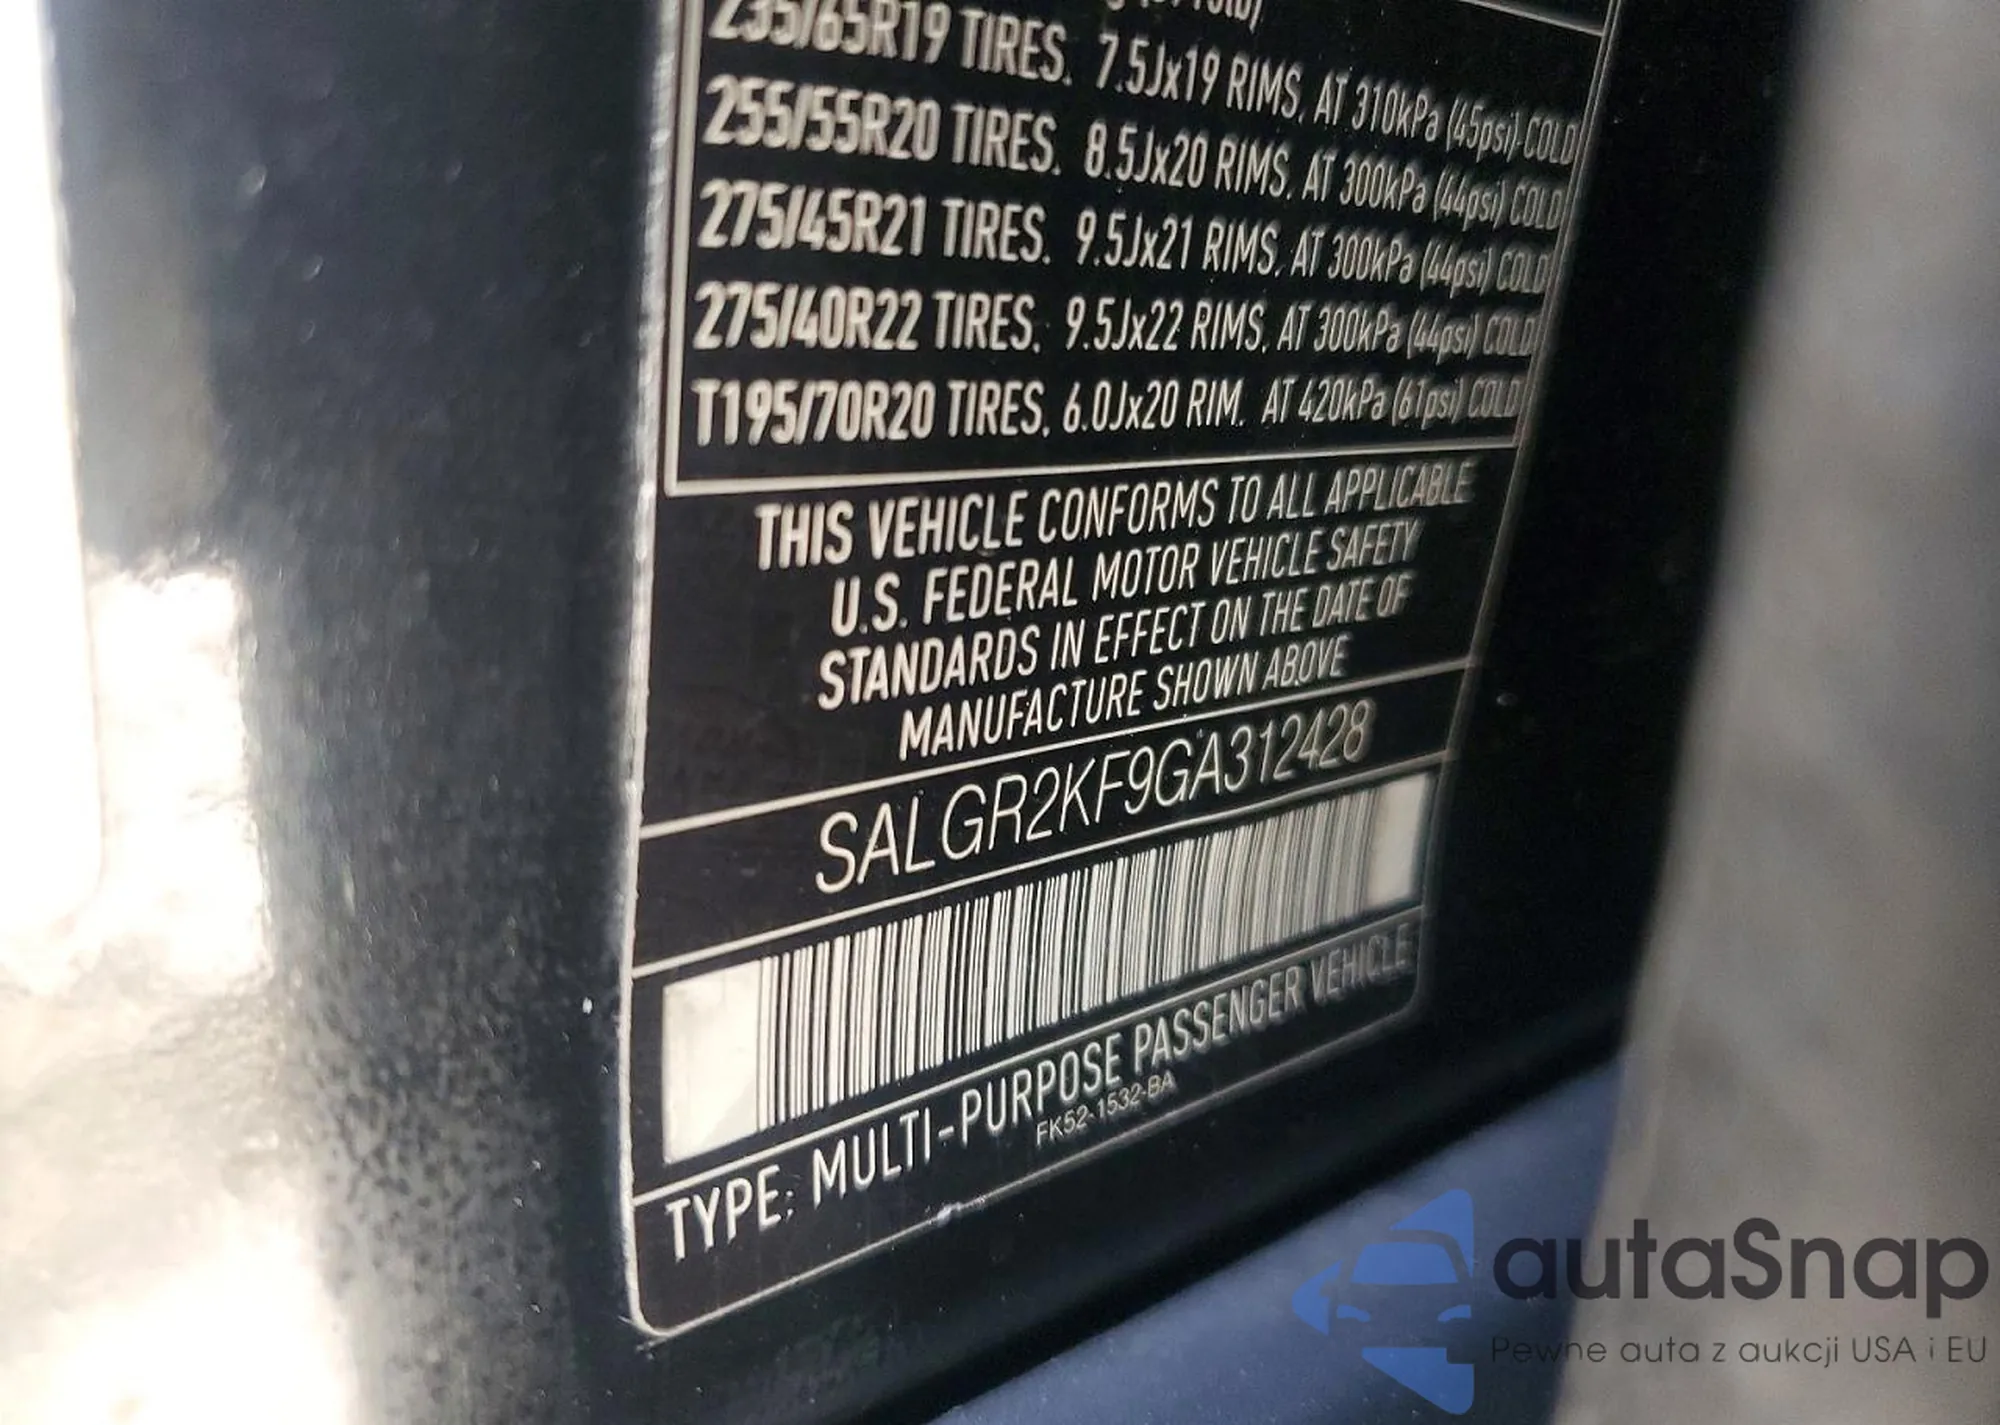 235/65R19 TIRES. 7.5Jx19 RIMS, AT 310kPa (45psi) COLD
255/55R20 TIRES. 8.5Jx20 RIMS, AT 300kPa (44psi) COLD
275/45R21 TIRES. 9.5Jx21 RIMS, AT 300kPa (44psi) COLD
275/40R22 TIRES, 9.5Jx22 RIMS, AT 300kPa (44psi) COLD
T195/70R20 TIRES, 6.0Jx20 RIM. AT 420kPa (61psi) COLD
THIS VEHICLE CONFORMS TO ALL APPLICABLE
U.S. FEDERAL MOTOR VEHICLE SAFETY
STANDARDS IN EFFECT ON THE DATE OF
MANUFACTURE SHOWN ABOVE
SALGR2KF9GA312428
TYPE: MULTI-PURPOSE PASSENGER VEHICLE
FK52-1532-BA
autaSnap
Pewne auta z aukcji USA i EU